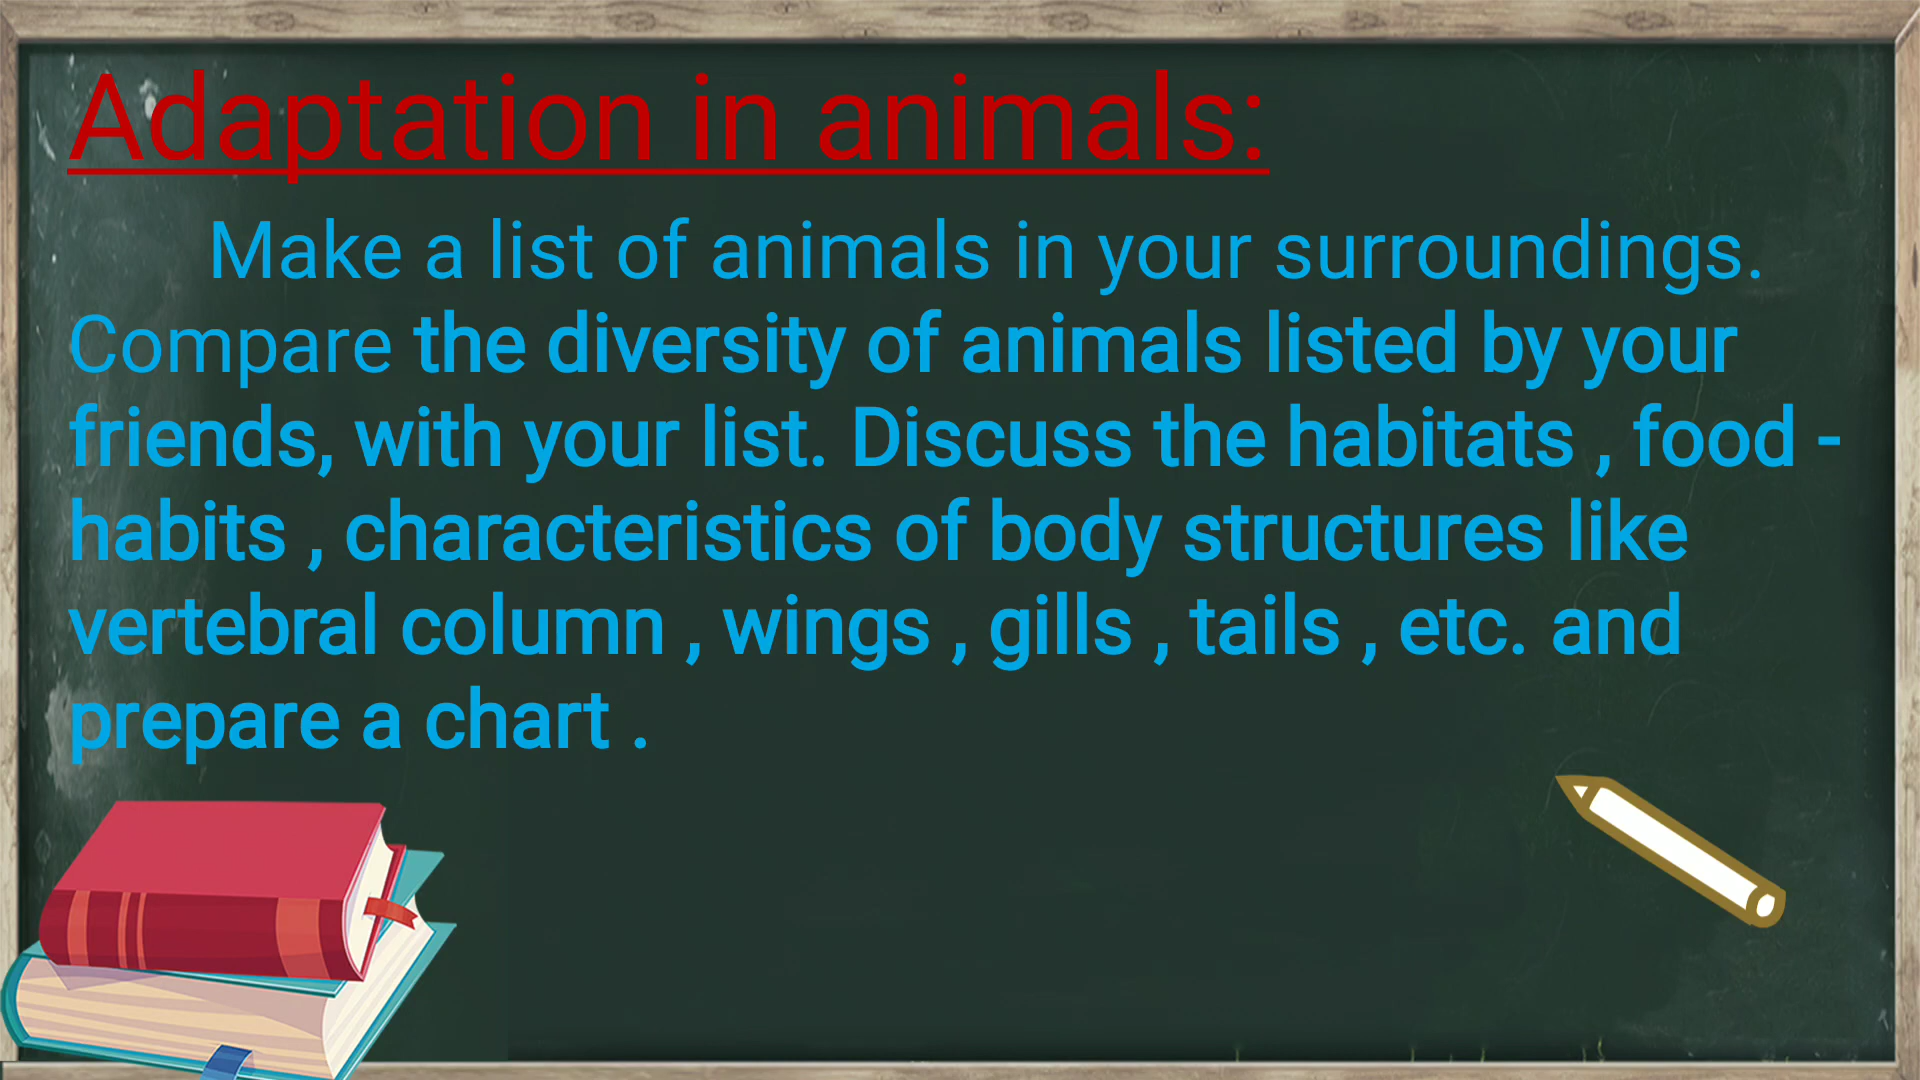 Adaptation in animals:
Make a list of animals in your surroundings.
Compare the diversity of animals listed by your
friends, with your list. Discuss the habitats , food -
habits , characteristics of body structures like
vertebral column , wings , gills , tails , etc. and
prepare a chart .